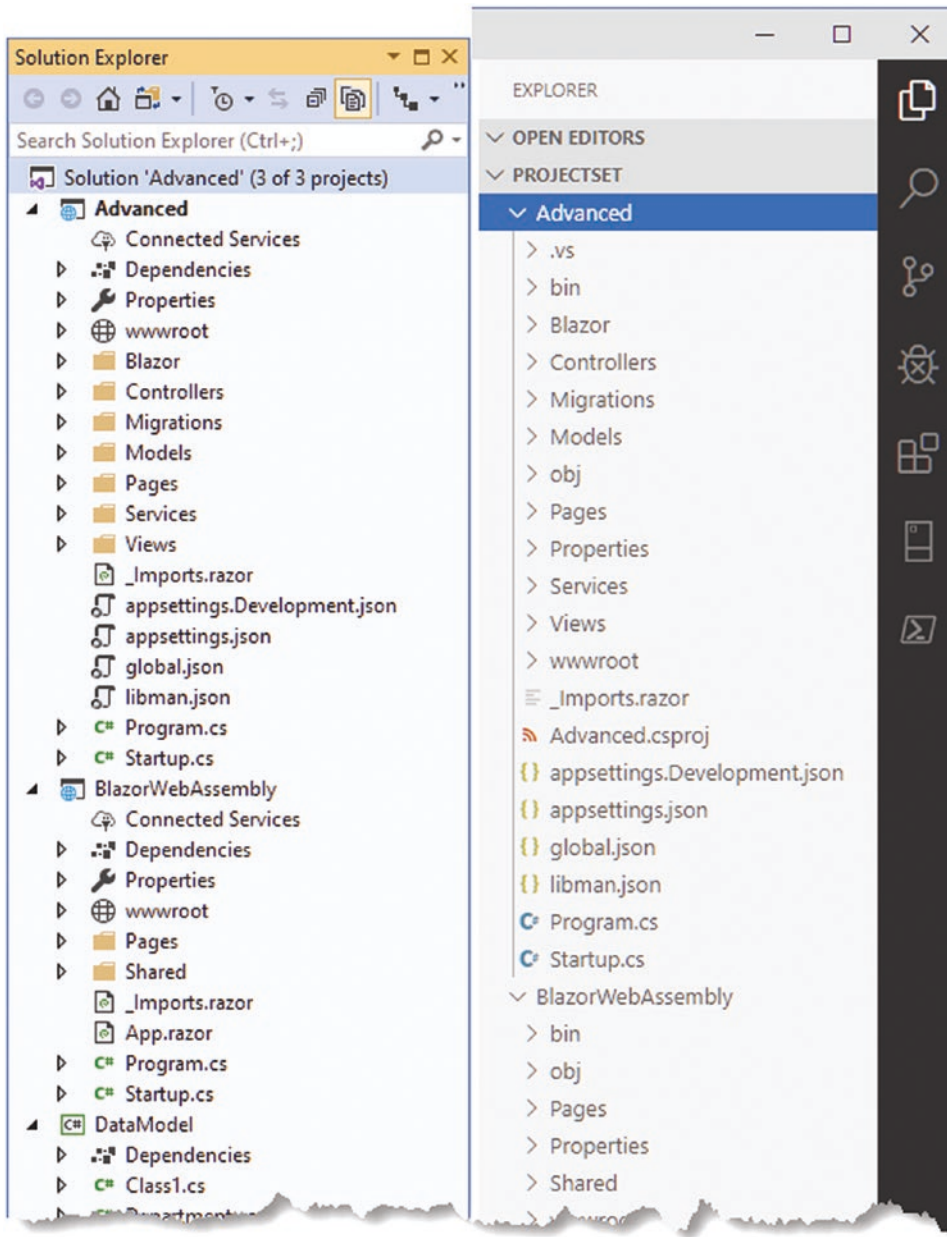 Solution Explorer
Search Solution Explorer (Ctrl+;)
Solution 'Advanced' (3 of 3 projects)
Advanced
Connected Services
Dependencies
Properties
wwwroot
Blazor
Controllers
Migrations
Models
Pages
Services
Views
_Imports.razor
appsettings.Development.json
appsettings.json
global.json
libman.json
C# Program.cs
C# Startup.cs
BlazorWebAssembly
Connected Services
Dependencies
Properties
wwwroot
Pages
Shared
_Imports.razor
App.razor
C# Program.cs
C# Startup.cs
C# DataModel
Dependencies
C# Class1.cs
EXPLORER
OPEN EDITORS
PROJECTSET
Advanced
.vs
bin
Blazor
Controllers
Migrations
Models
obj
Pages
Properties
Services
Views
wwwroot
_Imports.razor
Advanced.csproj
{} appsettings.Development.json
{} appsettings.json
{} global.json
{} libman.json
C# Program.cs
C# Startup.cs
BlazorWebAssembly
bin
obj
Pages
Properties
Shared